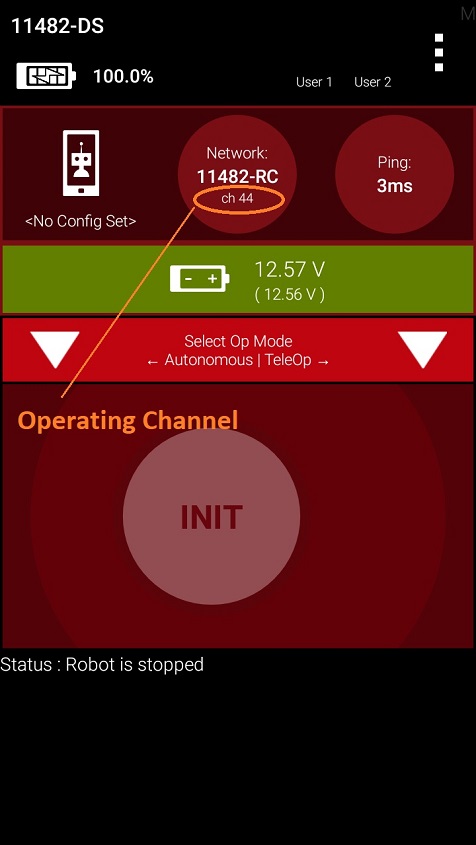 11482-DS
M
100.0%
User 1 User 2
Network:
11482-RC
ch 44
Ping:
3ms
<No Config Set>
12.57 V
( 12.56 V )
Select Op Mode
← Autonomous | TeleOp →
Operating Channel
INIT
Status : Robot is stopped